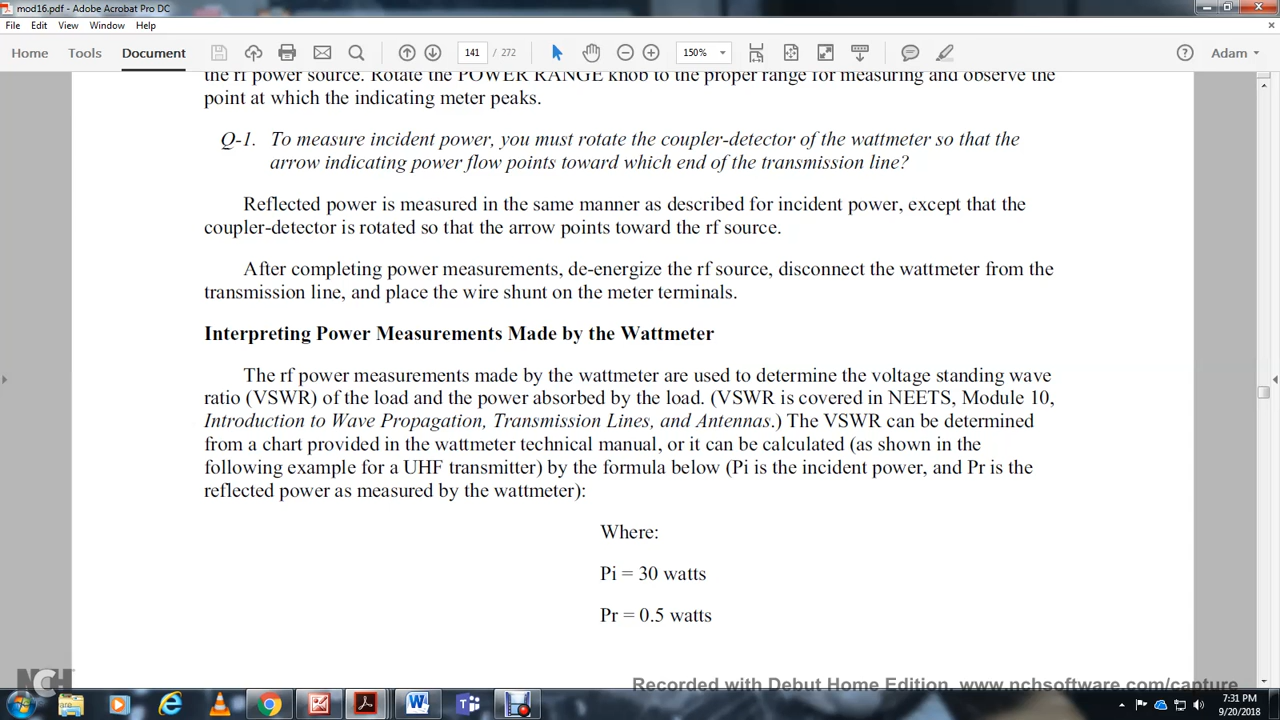 mod16.pdf - Adobe Acrobat Pro DC
File Edit View Window Help
Home Tools Document 141 / 272 150% Adam
the rf power source. Rotate the POWER RANGE knob to the proper range for measuring and observe the
point at which the indicating meter peaks.
Q-1. To measure incident power, you must rotate the coupler-detector of the wattmeter so that the
arrow indicating power flow points toward which end of the transmission line?
Reflected power is measured in the same manner as described for incident power, except that the
coupler-detector is rotated so that the arrow points toward the rf source.
After completing power measurements, de-energize the rf source, disconnect the wattmeter from the
transmission line, and place the wire shunt on the meter terminals.
Interpreting Power Measurements Made by the Wattmeter
The rf power measurements made by the wattmeter are used to determine the voltage standing wave
ratio (VSWR) of the load and the power absorbed by the load. (VSWR is covered in NEETS, Module 10,
Introduction to Wave Propagation, Transmission Lines, and Antennas.) The VSWR can be determined
from a chart provided in the wattmeter technical manual, or it can be calculated (as shown in the
following example for a UHF transmitter) by the formula below (Pi is the incident power, and Pr is the
reflected power as measured by the wattmeter):
Where:
Pi = 30 watts
Pr = 0.5 watts
NCH
Recorded with Debut Home Edition. www.nchsoftware.com/capture
7:31 PM
9/20/2018